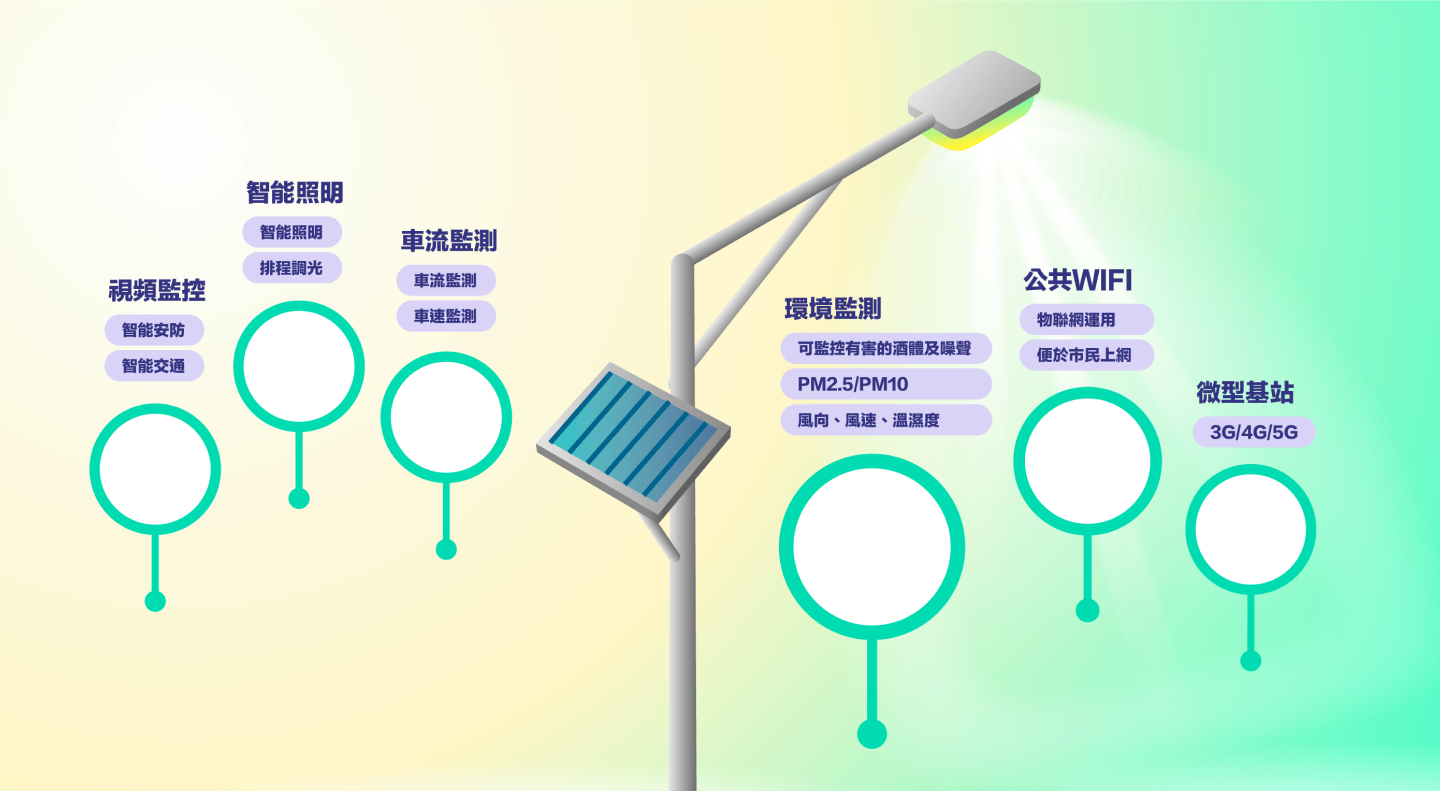 視頻監控
智能安防
智能交通
智能照明
智能照明
排程調光
車流監測
車流監測
車速監測
環境監測
可監控有害的酒體及噪聲
PM2.5/PM10
風向、風速、溫濕度
公共WIFI
物聯網運用
便於市民上網
微型基站
3G/4G/5G